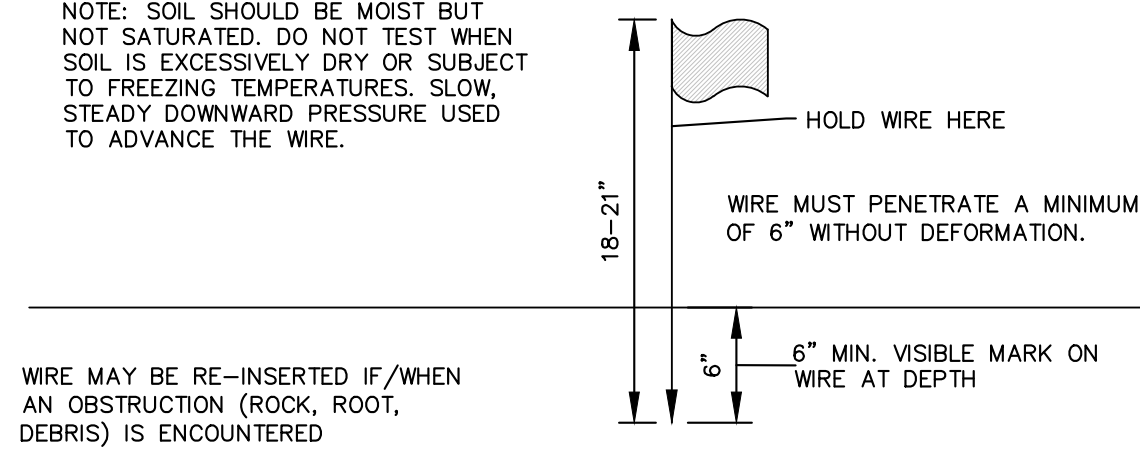 NOTE: SOIL SHOULD BE MOIST BUT
NOT SATURATED. DO NOT TEST WHEN
SOIL IS EXCESSIVELY DRY OR SUBJECT
TO FREEZING TEMPERATURES. SLOW,
STEADY DOWNWARD PRESSURE USED
TO ADVANCE THE WIRE.
HOLD WIRE HERE
18–21"
WIRE MUST PENETRATE A MINIMUM
OF 6" WITHOUT DEFORMATION.
6"
6" MIN. VISIBLE MARK ON
WIRE AT DEPTH
WIRE MAY BE RE–INSERTED IF/WHEN
AN OBSTRUCTION (ROCK, ROOT,
DEBRIS) IS ENCOUNTERED